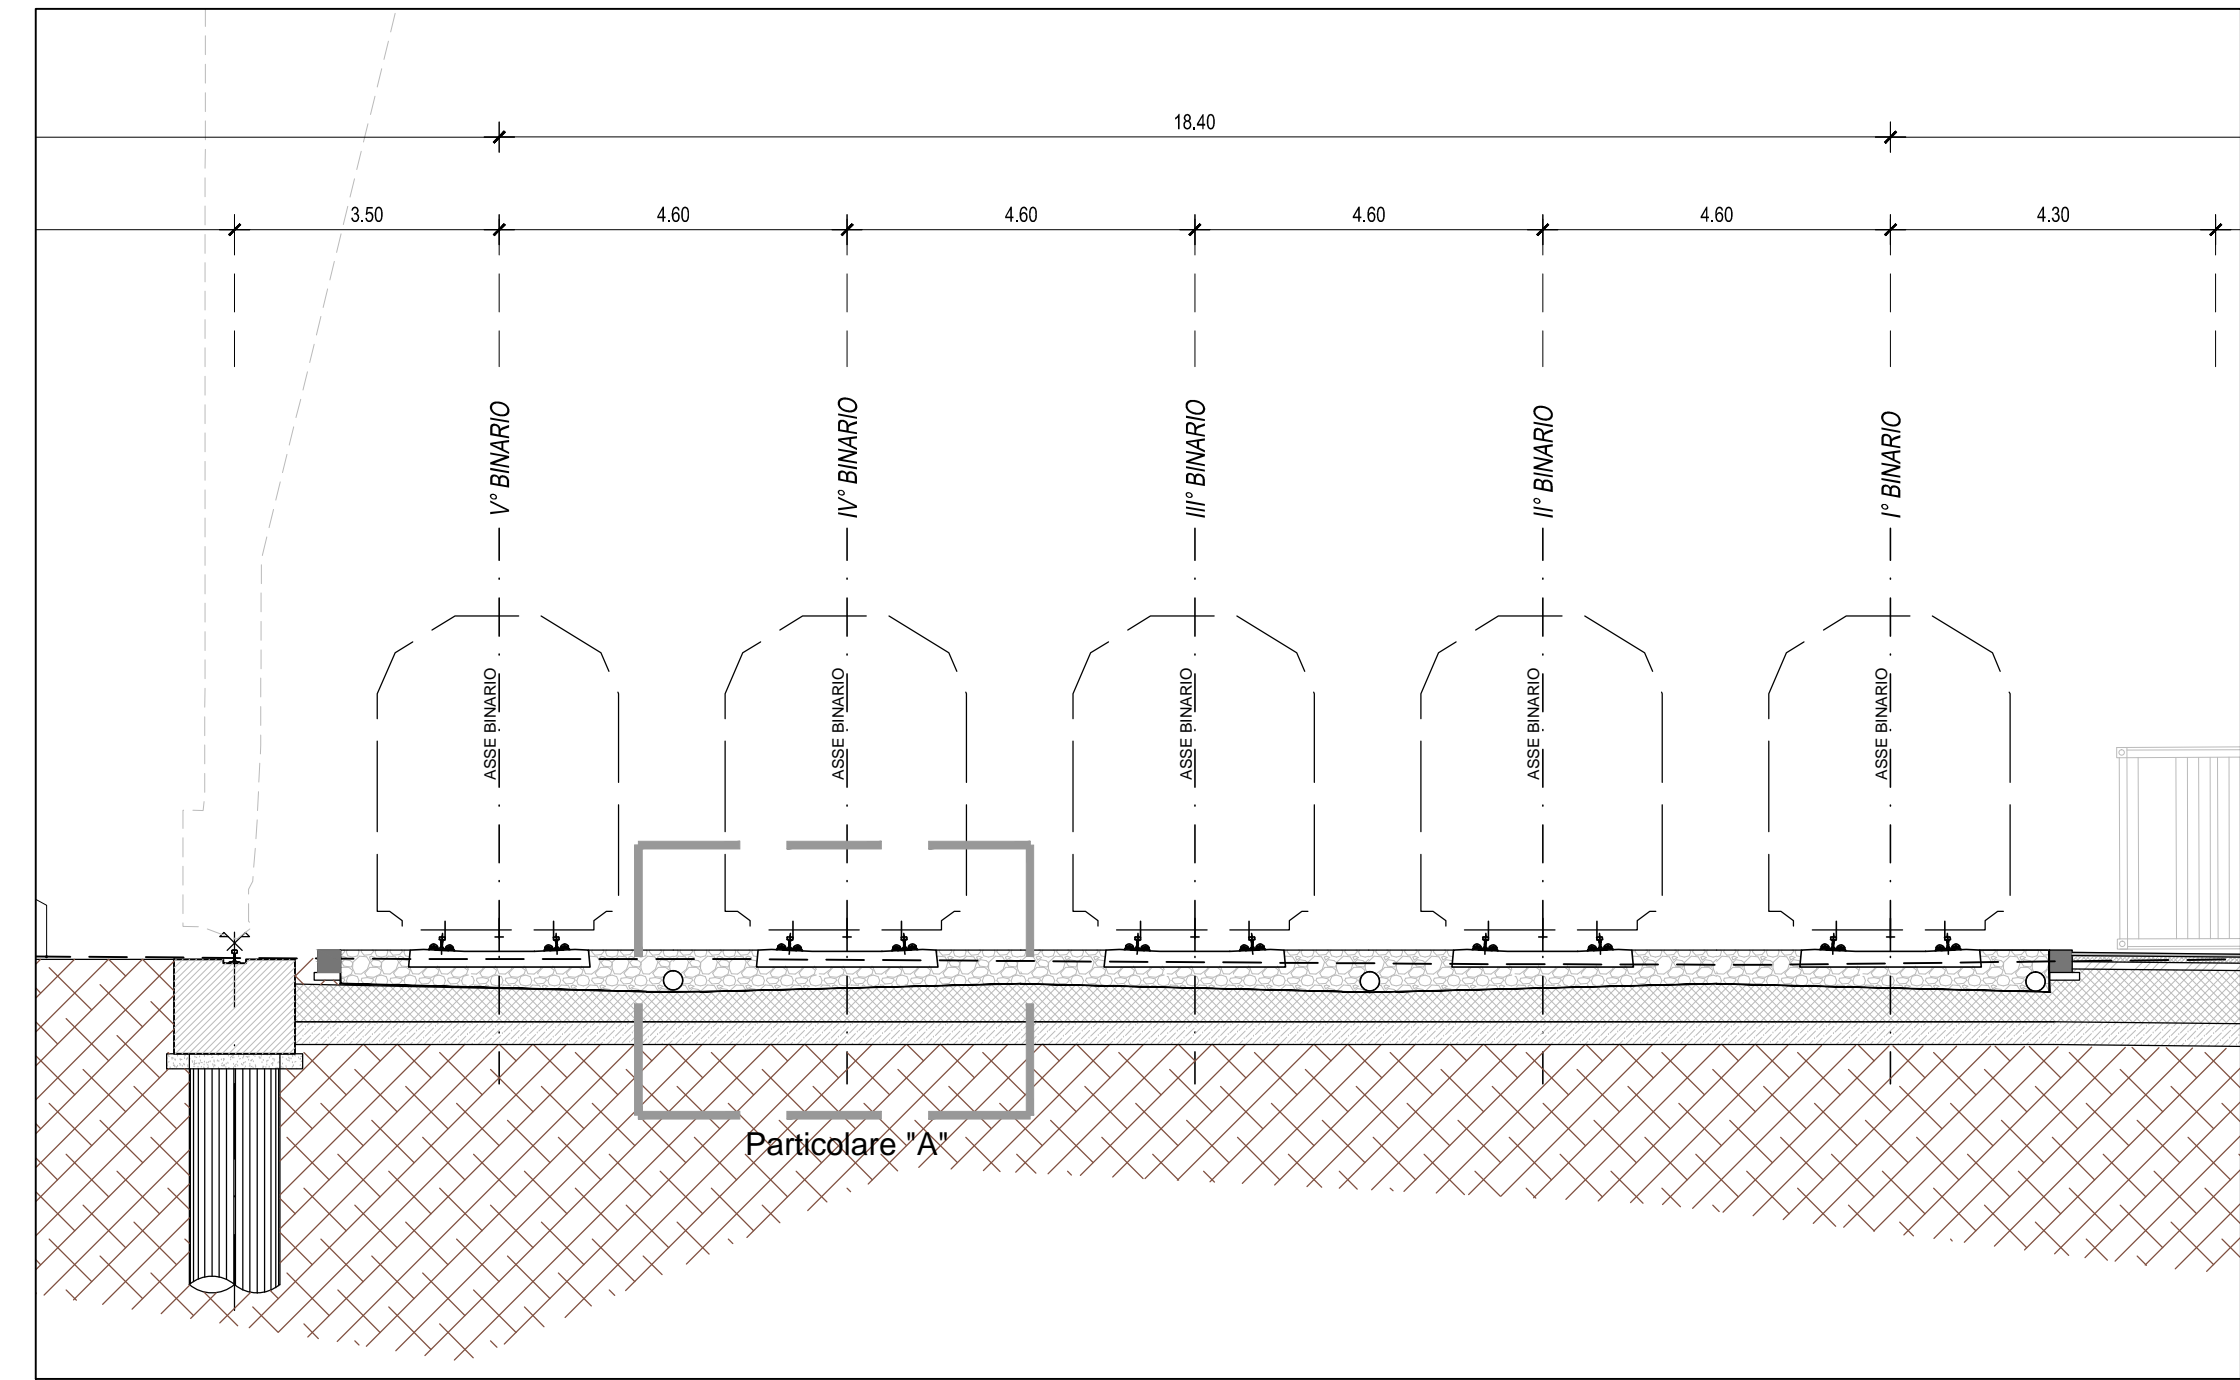 18.40
3.50
4.60
4.60
4.60
4.60
4.30
V° BINARIO
IV° BINARIO
III° BINARIO
II° BINARIO
I° BINARIO
ASSE BINARIO
ASSE BINARIO
ASSE BINARIO
ASSE BINARIO
ASSE BINARIO
Particolare "A"